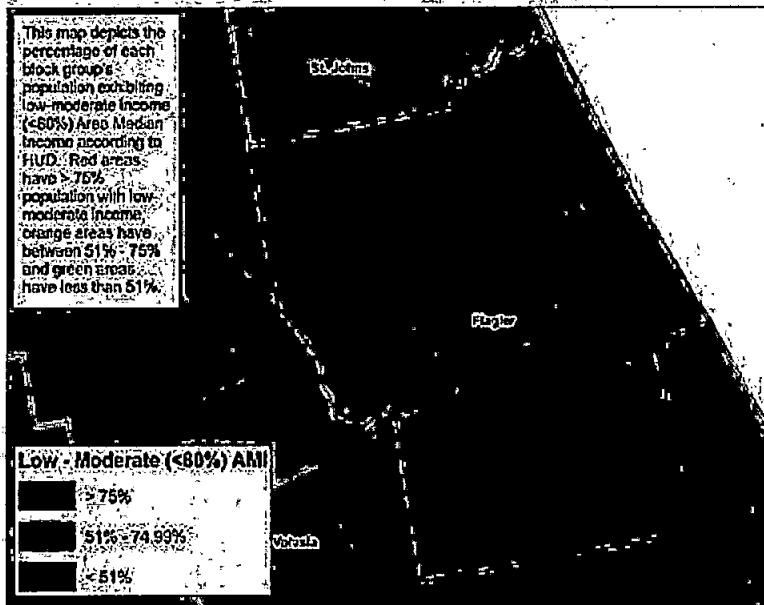 This map depicts the
percentage of each
block group's
population exhibiting
low-moderate income
(<80%) Area Median
Income according to
HUD. Red areas
have > 75%
population with low-
moderate income,
orange areas have
between 51% - 75%
and green areas
have less than 51%.
St. Johns
Flagler
Low - Moderate (<80%) AMI
> 75%
51% - 74.99%
< 51%
Volusia